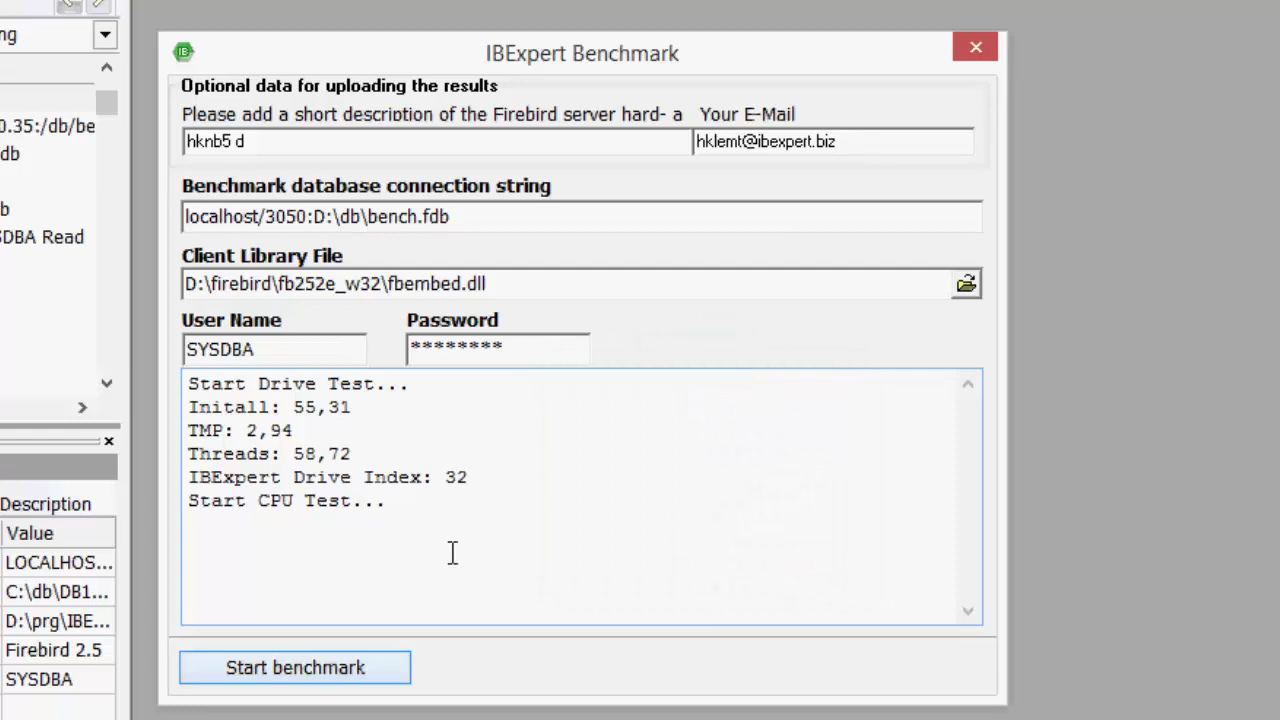 ng
0.35:/db/be
db
b
SDBA Read
Description
Value
LOCALHOS...
C:\db\DB1...
D:\prg\IBE...
Firebird 2.5
SYSDBA
IB
IBExpert Benchmark
Optional data for uploading the results
Please add a short description of the Firebird server hard- a
Your E-Mail
hknb5 d
hklemt@ibexpert.biz
Benchmark database connection string
localhost/3050:D:\db\bench.fdb
Client Library File
D:\firebird\fb252e_w32\fbembed.dll
User Name
Password
SYSDBA
********
Start Drive Test...
Initall: 55,31
TMP: 2,94
Threads: 58,72
IBExpert Drive Index: 32
Start CPU Test...
Start benchmark